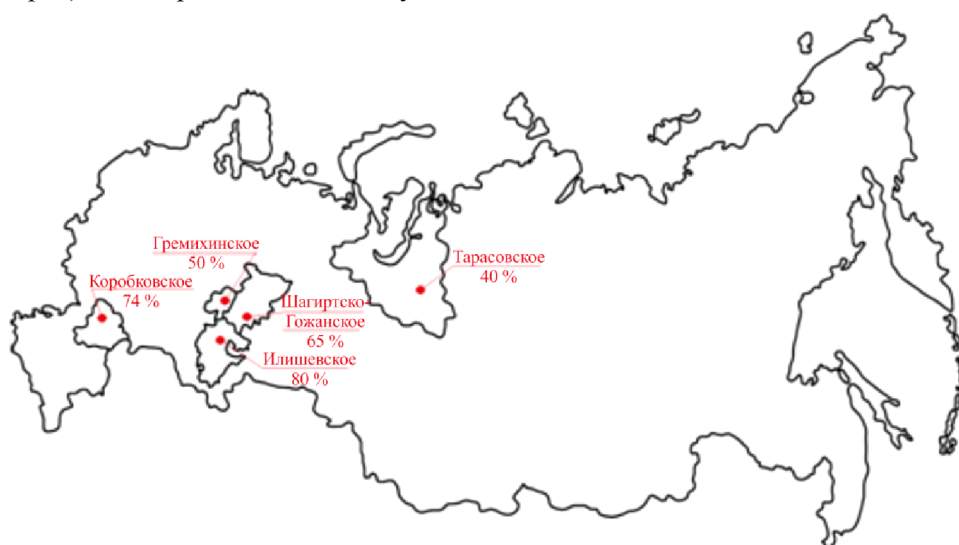 Гремихинское
50 %
Тарасовское
40 %
Коробковское
74 %
Шагиртско-
Гожанское
65 %
Илишевское
80 %